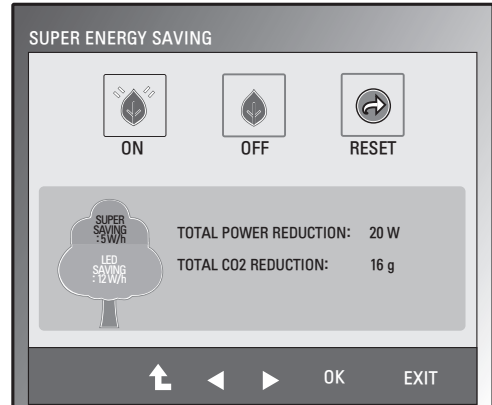 SUPER ENERGY SAVING
ON OFF RESET
SUPER
SAVING
: 5 W/h
LED
SAVING
: 12 W/h
TOTAL POWER REDUCTION: 20 W
TOTAL CO2 REDUCTION: 16 g
OK EXIT